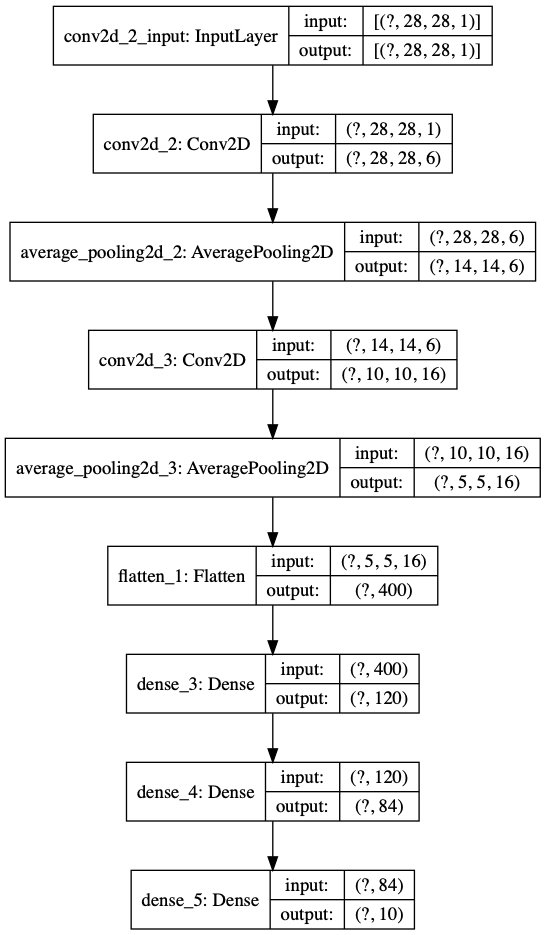 conv2d_2_input: InputLayer
input: [(?, 28, 28, 1)]
output: [(?, 28, 28, 1)]
conv2d_2: Conv2D
input: (?, 28, 28, 1)
output: (?, 28, 28, 6)
average_pooling2d_2: AveragePooling2D
input: (?, 28, 28, 6)
output: (?, 14, 14, 6)
conv2d_3: Conv2D
input: (?, 14, 14, 6)
output: (?, 10, 10, 16)
average_pooling2d_3: AveragePooling2D
input: (?, 10, 10, 16)
output: (?, 5, 5, 16)
flatten_1: Flatten
input: (?, 5, 5, 16)
output: (?, 400)
dense_3: Dense
input: (?, 400)
output: (?, 120)
dense_4: Dense
input: (?, 120)
output: (?, 84)
dense_5: Dense
input: (?, 84)
output: (?, 10)